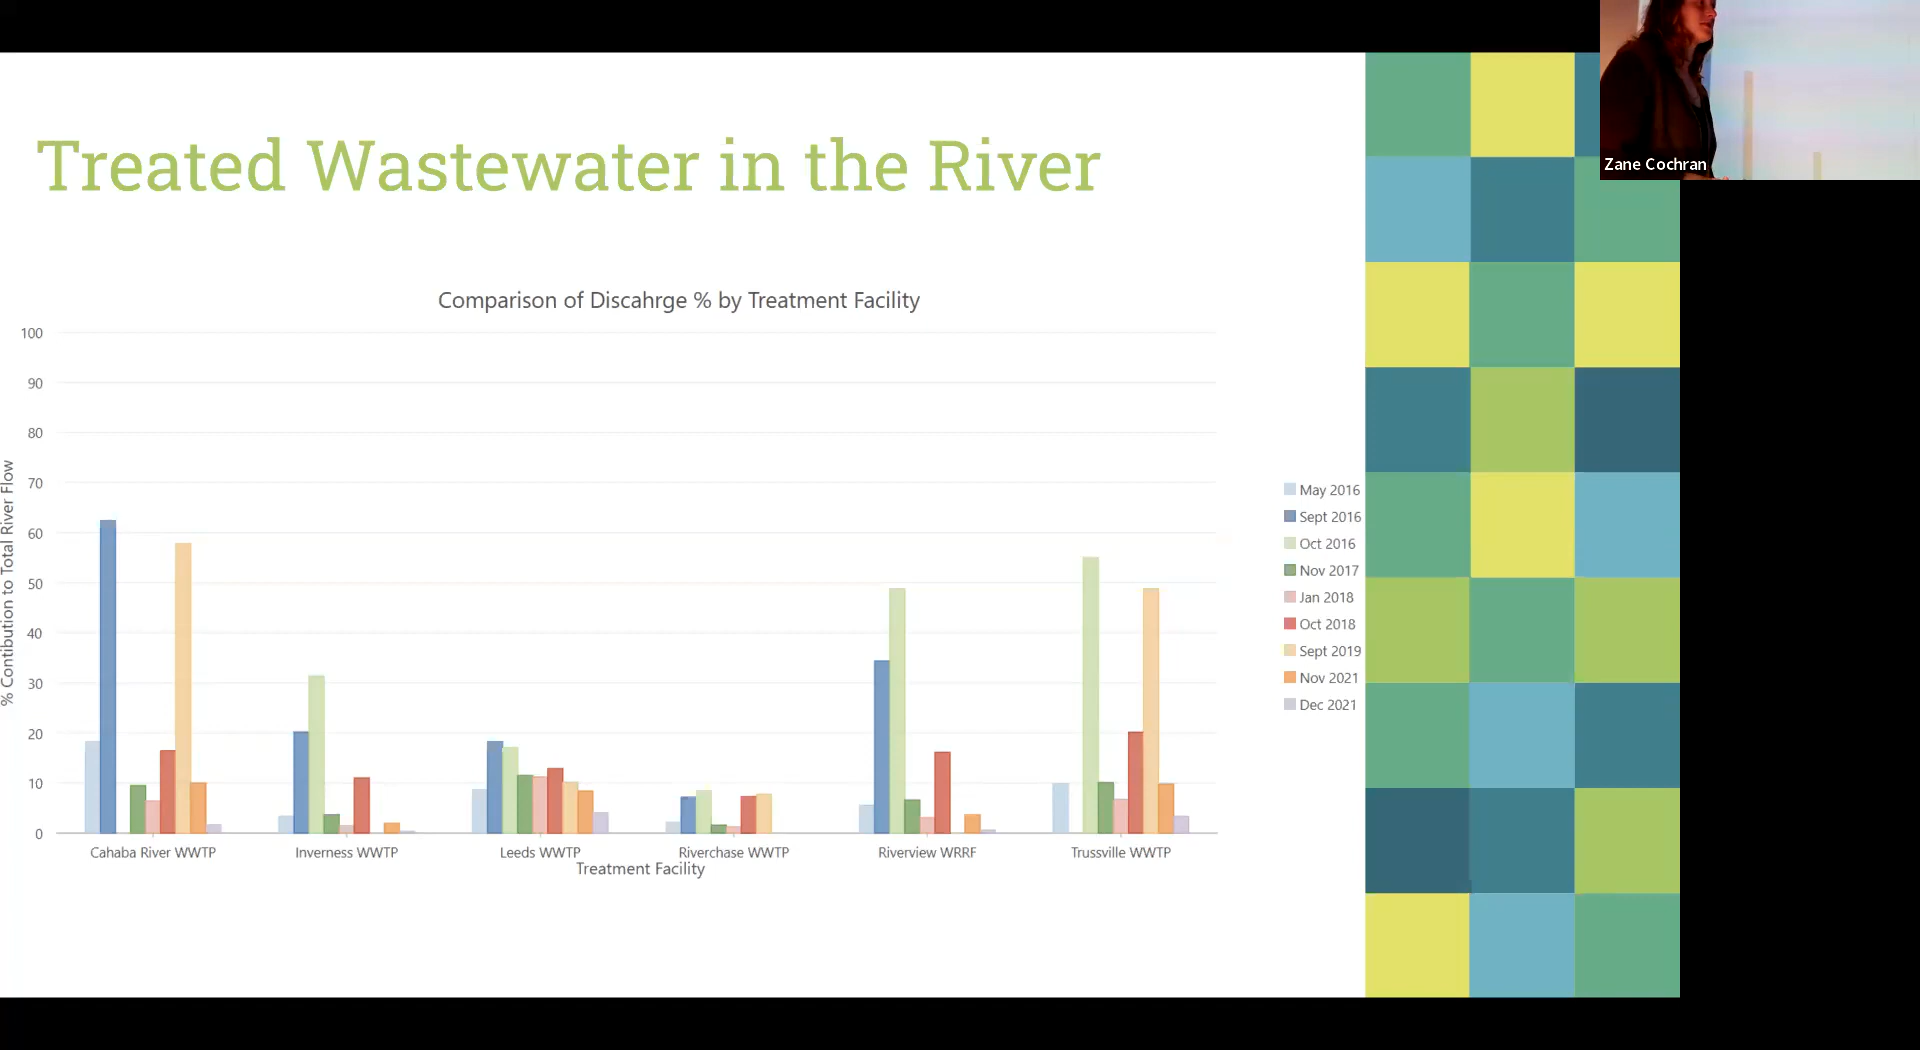 Zane Cochran
Treated Wastewater in the River
Comparison of Discahrge % by Treatment Facility
100
90
80
70
60
50
40
30
20
10
0
% Contibution to Total River Flow
Cahaba River WWTP
Inverness WWTP
Leeds WWTP
Riverchase WWTP
Riverview WRRF
Trussville WWTP
Treatment Facility
May 2016
Sept 2016
Oct 2016
Nov 2017
Jan 2018
Oct 2018
Sept 2019
Nov 2021
Dec 2021